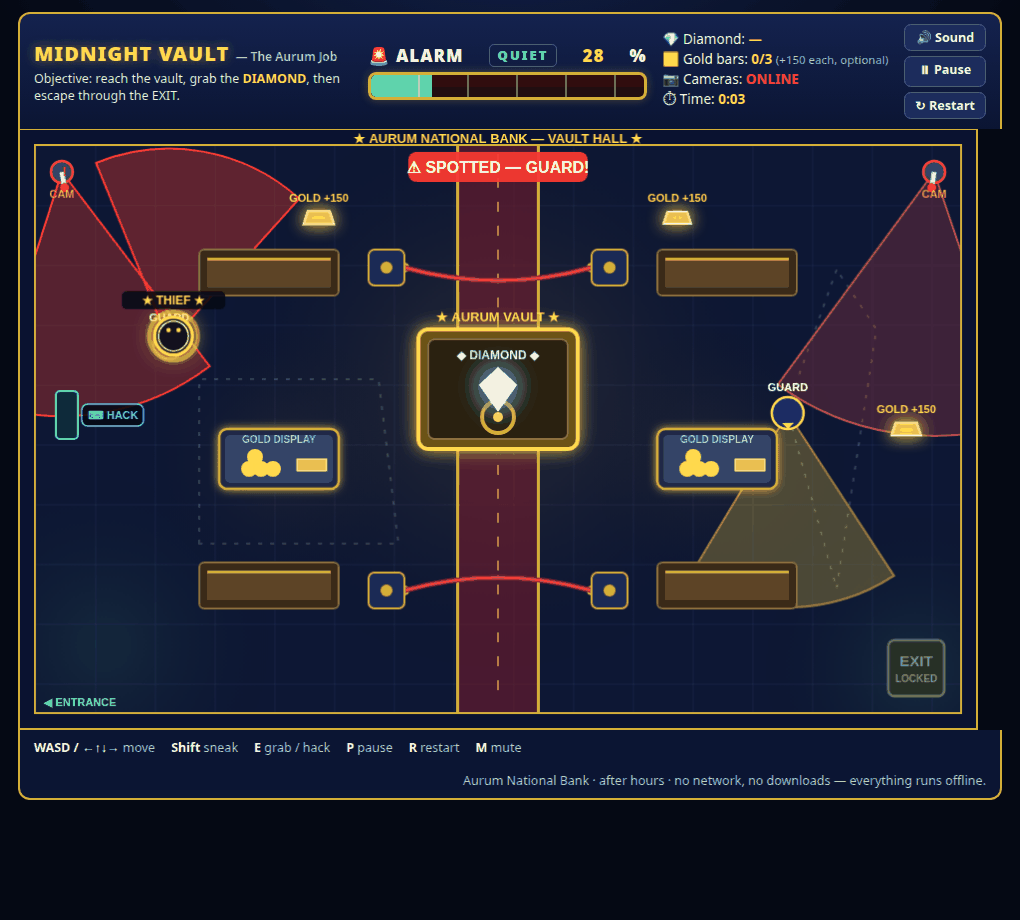 MIDNIGHT VAULT — The Aurum Job
Objective: reach the vault, grab the DIAMOND, then
escape through the EXIT.
🚨 ALARM QUIET 28 %
💎 Diamond: —
🟨 Gold bars: 0/3 (+150 each, optional)
📷 Cameras: ONLINE
⏱ Time: 0:03
🔊 Sound
⏸ Pause
↻ Restart
★ AURUM NATIONAL BANK — VAULT HALL ★
⚠ SPOTTED — GUARD!
CAM
CAM
GOLD +150
GOLD +150
★ THIEF ★
GUARD
★ AURUM VAULT ★
◆ DIAMOND ◆
GUARD
GOLD +150
⌨ HACK
GOLD DISPLAY
GOLD DISPLAY
EXIT
LOCKED
◀ ENTRANCE
WASD / ←↑↓→ move Shift sneak E grab / hack P pause R restart M mute
Aurum National Bank · after hours · no network, no downloads — everything runs offline.